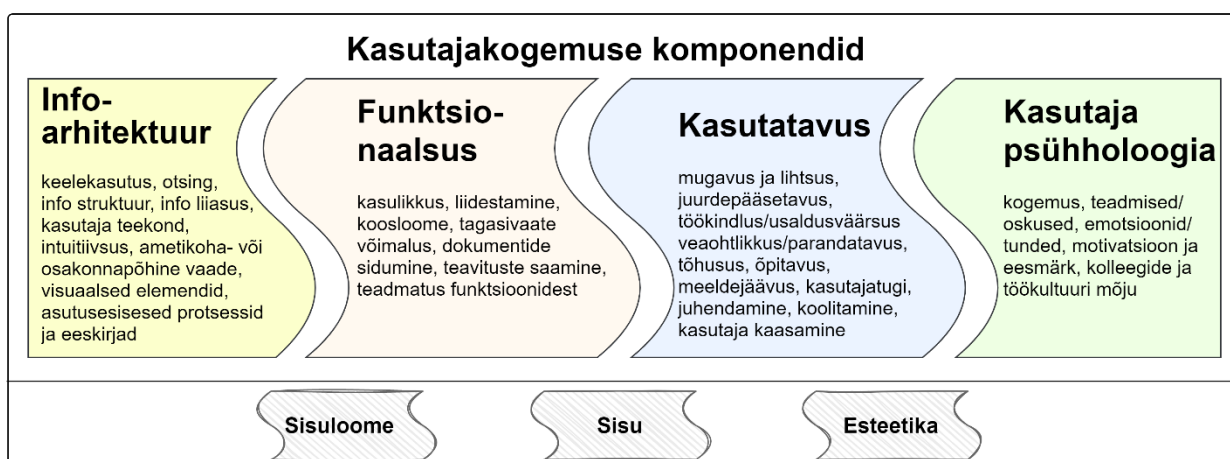 Kasutajakogemuse komponendid
Info-
arhitektuur
keelekasutus, otsing,
info struktuur, info liiasus,
kasutaja teekond,
intuitiivsus, ametikoha- või
osakonnapõhine vaade,
visuaalsed elemendid,
asutusesisesed protsessid
ja eeskirjad
Funktsio-
naalsus
kasulikkus, liidestamine,
koosloome, tagasivaate
võimalus, dokumentide
sidumine, teavituste saamine,
teadmatus funktsioonidest
Kasutatavus
mugavus ja lihtsus,
juurdepääsetavus,
töökindlus/usaldusväärsus
veaohtlikkus/parandatavus,
tõhusus, õpitavus,
meeldejäävus, kasutajatugi,
juhendamine, koolitamine,
kasutaja kaasamine
Kasutaja
psühholoogia
kogemus, teadmised/
oskused, emotsioonid/
tunded, motivatsioon ja
eesmärk, kolleegide ja
töökultuuri mõju
Sisuloome
Sisu
Esteetika